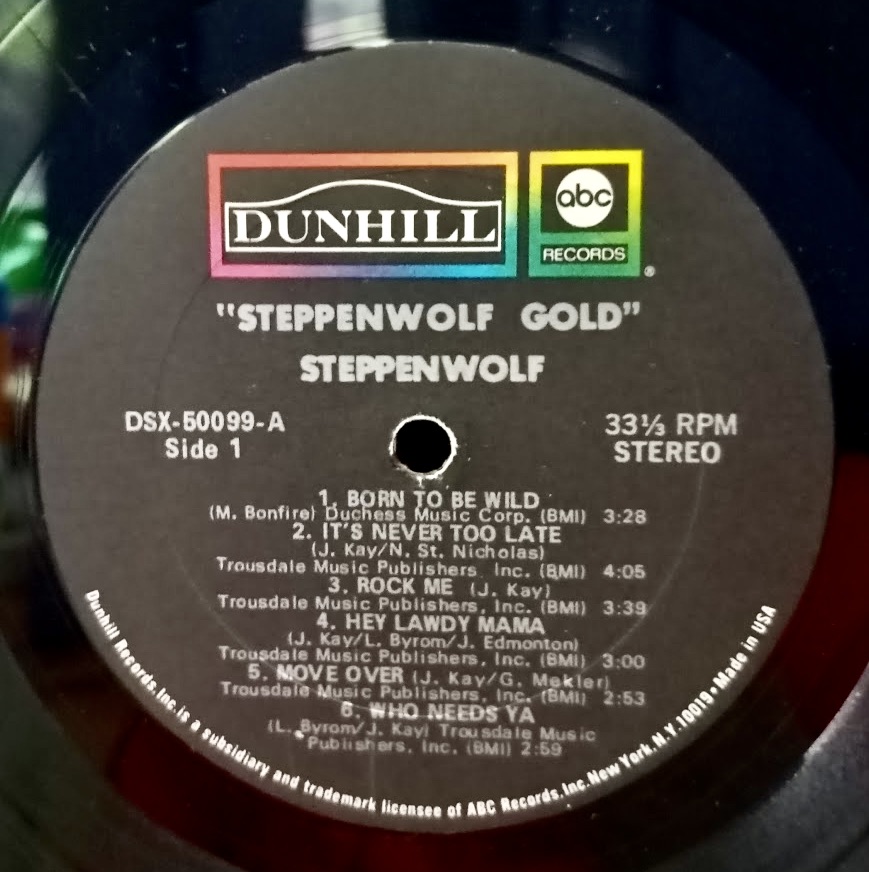 DUNHILL
abc
RECORDS
®
"STEPPENWOLF GOLD"
STEPPENWOLF
DSX-50099-A
Side 1
33⅓ RPM
STEREO
1. BORN TO BE WILD
(M. Bonfire) Duchess Music Corp. (BMI) 3:28
2. IT'S NEVER TOO LATE
(J. Kay/N. St. Nicholas)
Trousdale Music Publishers, Inc. (BMI) 4:05
3. ROCK ME (J. Kay)
Trousdale Music Publishers, Inc. (BMI) 3:39
4. HEY LAWDY MAMA
(J. Kay/L. Byrom/J. Edmonton)
Trousdale Music Publishers, Inc. (BMI) 3:00
5. MOVE OVER (J. Kay/G. Mekler)
Trousdale Music Publishers, Inc. (BMI) 2:53
6. WHO NEEDS YA
(L. Byrom/J. Kay) Trousdale Music
Publishers, Inc. (BMI) 2:59
Dunhill Records, Inc. is a subsidiary and trademark licensee of ABC Records, Inc. New York, N.Y. 10019 • Made in USA